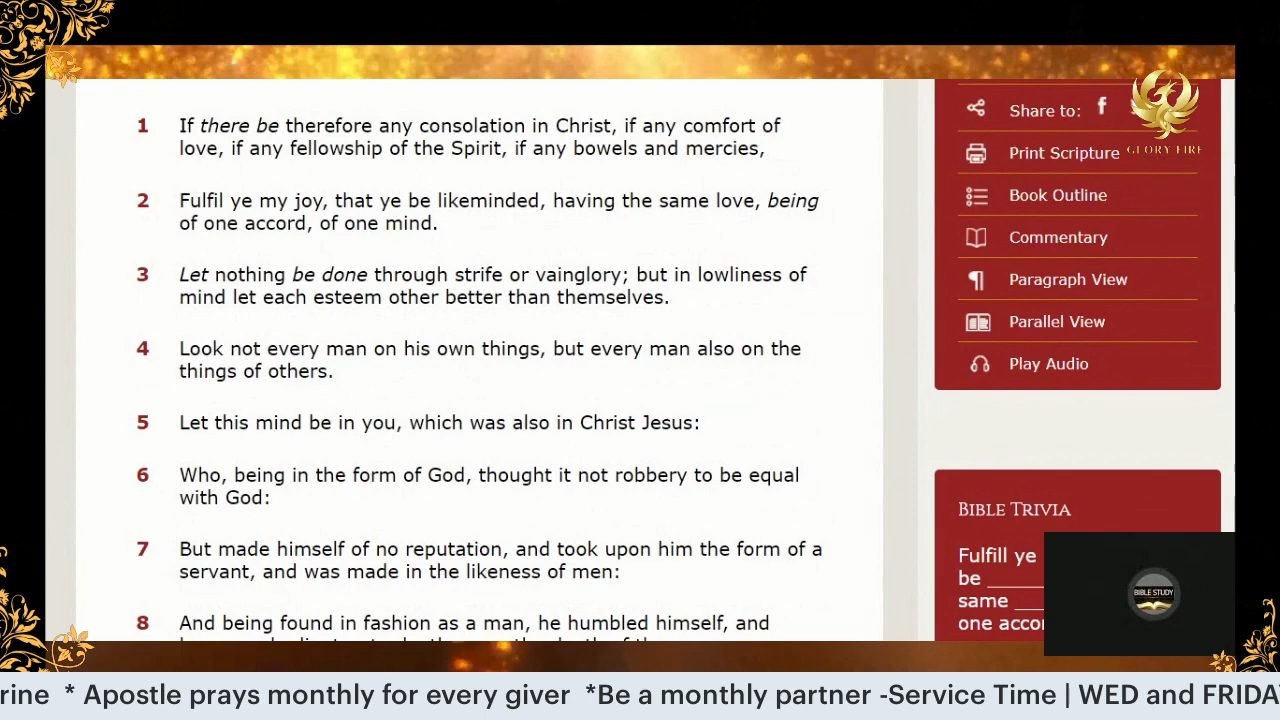 1 If there be therefore any consolation in Christ, if any comfort of
love, if any fellowship of the Spirit, if any bowels and mercies,
2 Fulfil ye my joy, that ye be likeminded, having the same love, being
of one accord, of one mind.
3 Let nothing be done through strife or vainglory; but in lowliness of
mind let each esteem other better than themselves.
4 Look not every man on his own things, but every man also on the
things of others.
5 Let this mind be in you, which was also in Christ Jesus:
6 Who, being in the form of God, thought it not robbery to be equal
with God:
7 But made himself of no reputation, and took upon him the form of a
servant, and was made in the likeness of men:
8 And being found in fashion as a man, he humbled himself, and
Share to:
GLORY FIRE
Print Scripture
Book Outline
Commentary
Paragraph View
Parallel View
Play Audio
BIBLE TRIVIA
Fulfill ye
be ______
same ___
one accor
BIBLE STUDY
rine * Apostle prays monthly for every giver *Be a monthly partner -Service Time | WED and FRIDAY